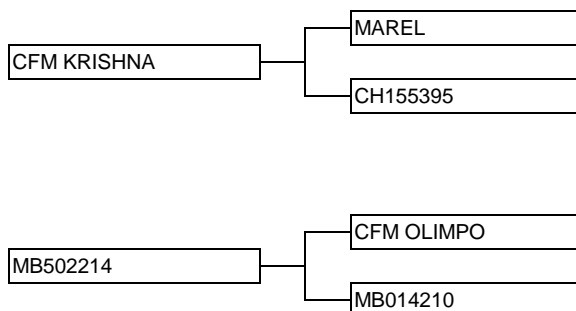 MAREL
CFM KRISHNA
CH155395
CFM OLIMPO
MB502214
MB014210